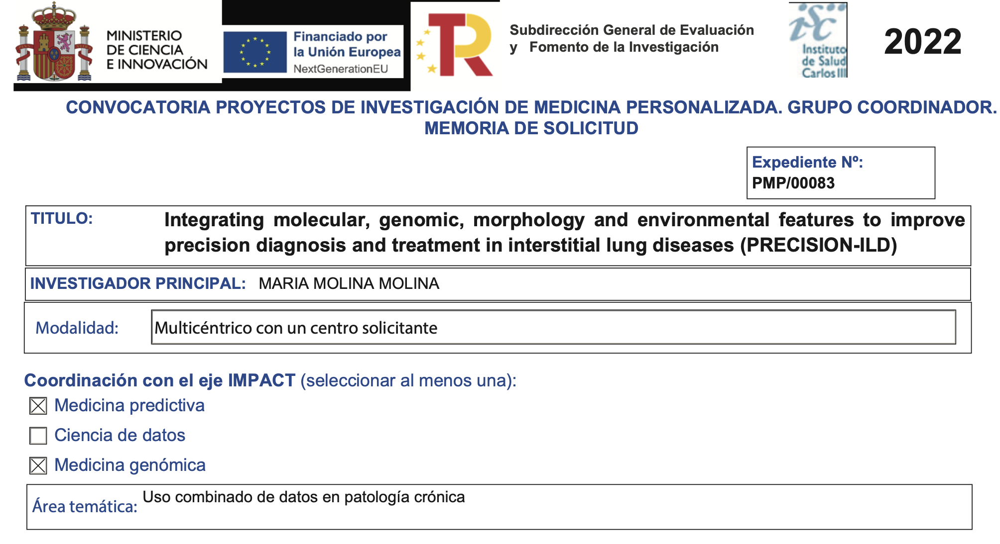 MINISTERIO
DE CIENCIA
E INNOVACIÓN
Financiado por
la Unión Europea
NextGenerationEU
TR
Subdirección General de Evaluación
y Fomento de la Investigación
isc
Instituto
de Salud
Carlos III
2022
CONVOCATORIA PROYECTOS DE INVESTIGACIÓN DE MEDICINA PERSONALIZADA. GRUPO COORDINADOR.
MEMORIA DE SOLICITUD
Expediente Nº:
PMP/00083
TITULO: Integrating molecular, genomic, morphology and environmental features to improve
precision diagnosis and treatment in interstitial lung diseases (PRECISION-ILD)
INVESTIGADOR PRINCIPAL: MARIA MOLINA MOLINA
Modalidad: Multicéntrico con un centro solicitante
Coordinación con el eje IMPACT (seleccionar al menos una):
Medicina predictiva
Ciencia de datos
Medicina genómica
Área temática: Uso combinado de datos en patología crónica